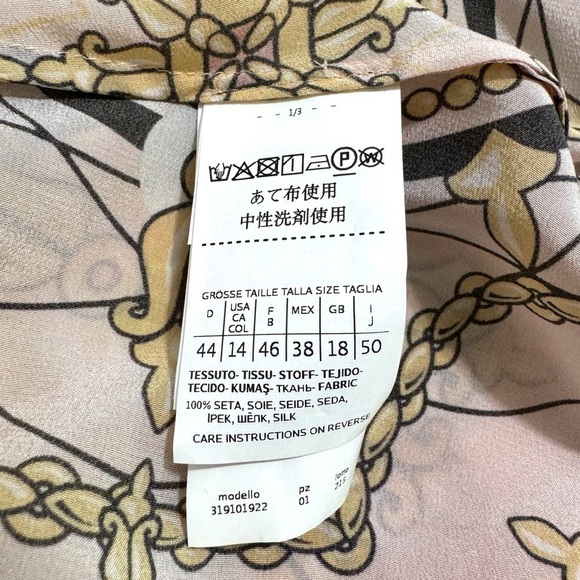 1/3
P W
あて布使用
中性洗剤使用
GRÖSSE TAILLE TALLA SIZE TAGLIA
D USA CA COL F B MEX GB I J
44 14 46 38 18 50
TESSUTO- TISSU- STOFF- TEJIDO-
TECIDO- KUMAŞ- ТКАНЬ- FABRIC
100% SETA, SOIE, SEIDE, SEDA,
İPEK, ШЁЛК, SILK
CARE INSTRUCTIONS ON REVERSE
modello pz
319101922 01